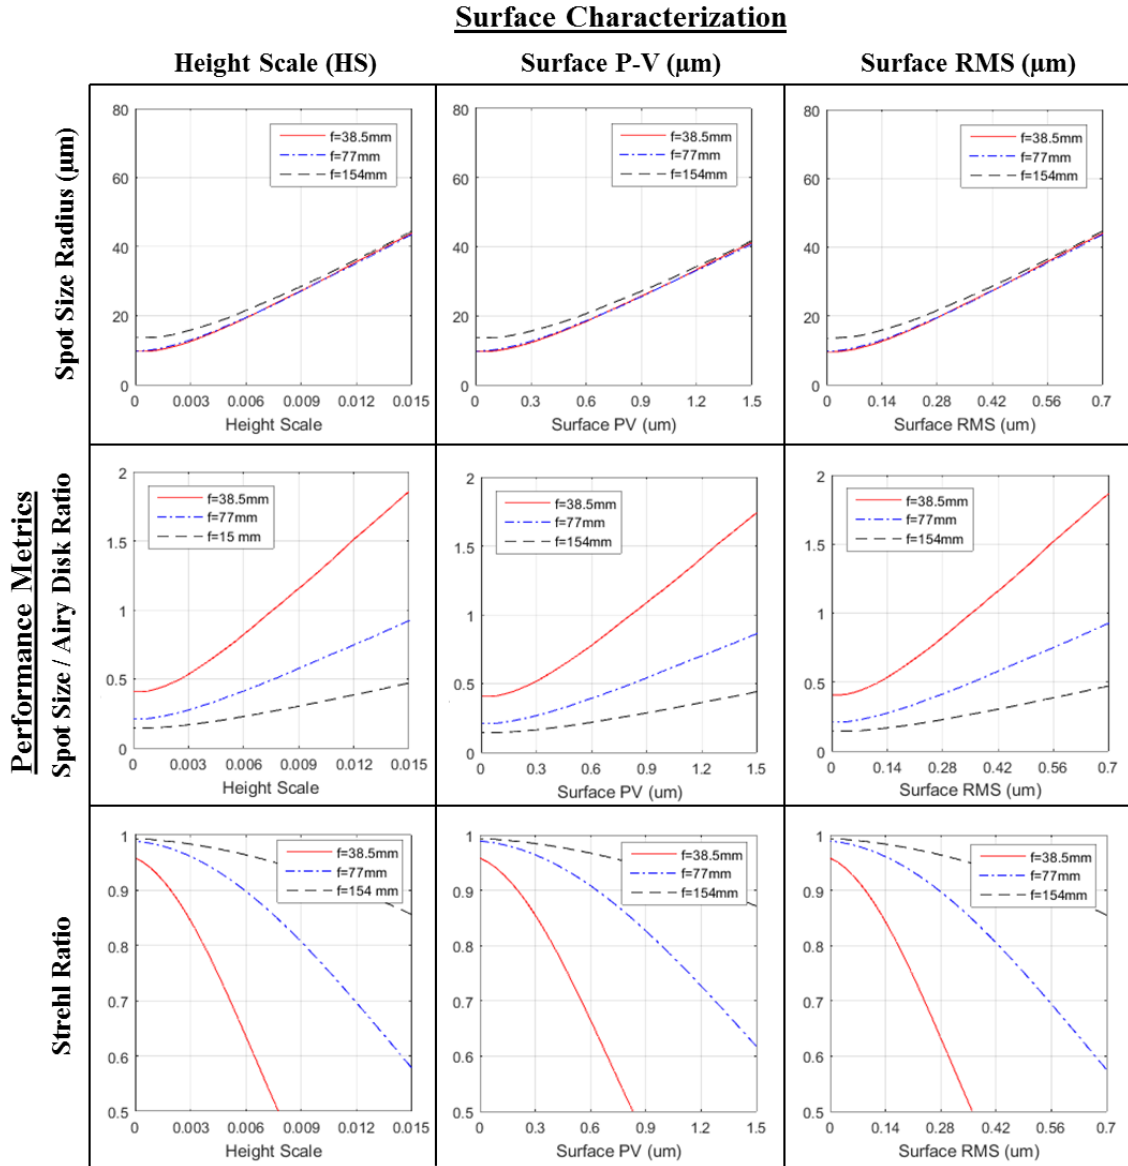 Surface Characterization
Height Scale (HS)
Surface P-V (μm)
Surface RMS (μm)
Performance Metrics
Spot Size Radius (μm)
80
60
40
20
0
f=38.5mm
f=77mm
f=154mm
0 0.003 0.006 0.009 0.012 0.015
Height Scale
80
60
40
20
0
f=38.5mm
f=77mm
f=154mm
0 0.3 0.6 0.9 1.2 1.5
Surface PV (um)
80
60
40
20
0
f=38.5mm
f=77mm
f=154mm
0 0.14 0.28 0.42 0.56 0.7
Surface RMS (um)
Spot Size / Airy Disk Ratio
2
1.5
1
0.5
0
f=38.5mm
f=77mm
f=15 mm
0 0.003 0.006 0.009 0.012 0.015
Height Scale
2
1.5
1
0.5
0
f=38.5mm
f=77mm
f=154mm
0 0.3 0.6 0.9 1.2 1.5
Surface PV (um)
2
1.5
1
0.5
0
f=38.5mm
f=77mm
f=154mm
0 0.14 0.28 0.42 0.56 0.7
Surface RMS (um)
Strehl Ratio
1
0.9
0.8
0.7
0.6
0.5
f=38.5mm
f=77mm
f=154 mm
0 0.003 0.006 0.009 0.012 0.015
Height Scale
1
0.9
0.8
0.7
0.6
0.5
f=38.5mm
f=77mm
f=154mm
0 0.3 0.6 0.9 1.2 1.5
Surface PV (um)
1
0.9
0.8
0.7
0.6
0.5
f=38.5mm
f=77mm
f=154mm
0 0.14 0.28 0.42 0.56 0.7
Surface RMS (um)